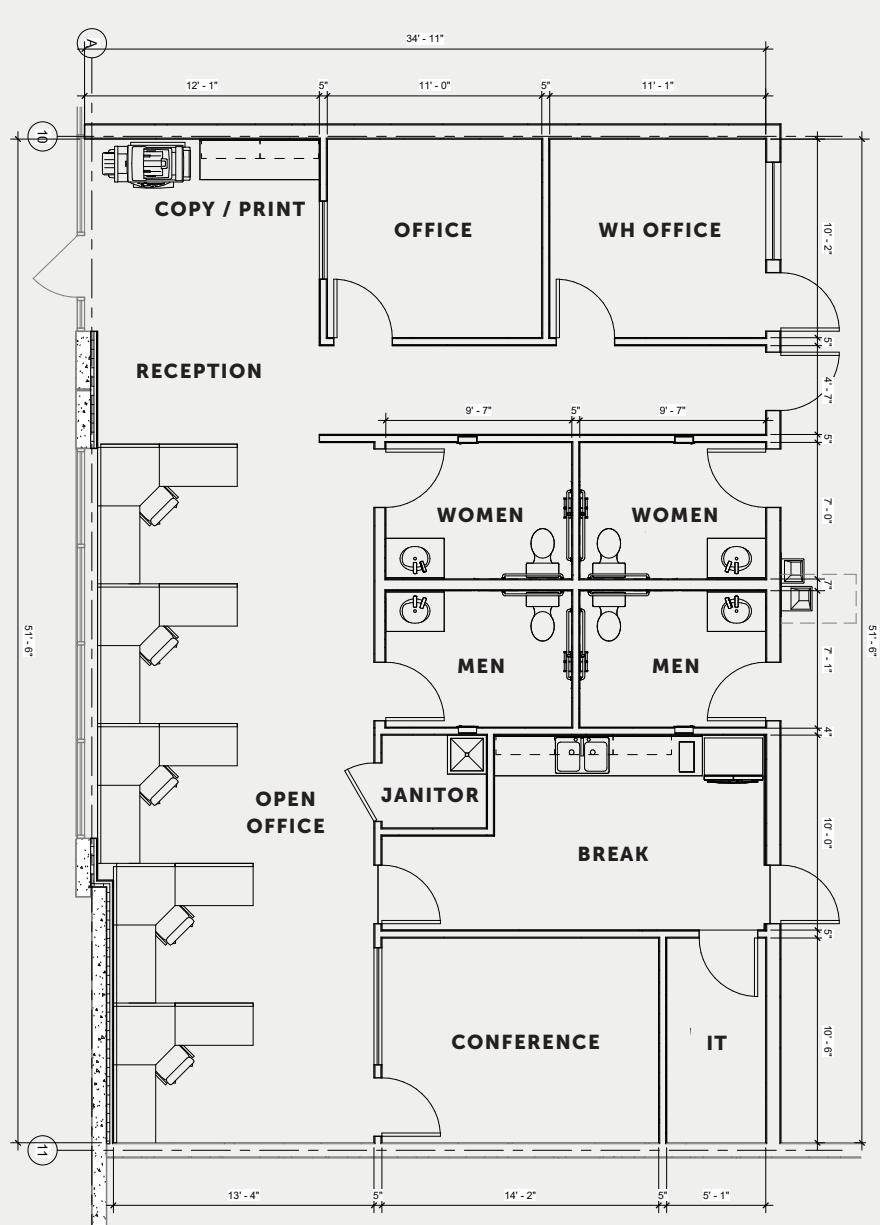 A
34' - 11"
12' - 1"
5"
11' - 0"
5"
11' - 1"
10
COPY / PRINT
OFFICE
WH OFFICE
10' - 2"
5"
RECEPTION
4' - 7"
9' - 7"
5"
9' - 7"
5"
WOMEN
WOMEN
7' - 0"
7"
51' - 6"
51' - 6"
MEN
MEN
7' - 1"
4"
JANITOR
OPEN
OFFICE
BREAK
10' - 0"
5"
CONFERENCE
IT
10' - 6"
11
13' - 4"
5"
14' - 2"
5"
5' - 1"